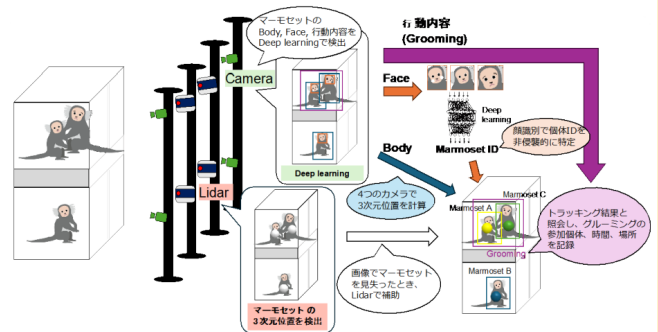 マーモセットの
Body, Face, 行動内容を
Deep learningで検出
Camera
Deep learning
Lidar
マーモセットの
3次元位置を検出
行動内容
(Grooming)
Face
Deep
learning
Marmoset ID
顔識別で個体IDを
非侵襲的に特定
Body
4つのカメラで
3次元位置を計算
画像でマーモセット
を見失ったとき、
Lidarで補助
Marmoset C
Marmoset A
Grooming
Marmoset B
トラッキング結果と
照会し、グルーミングの
参加個体、時間、場所
を記録